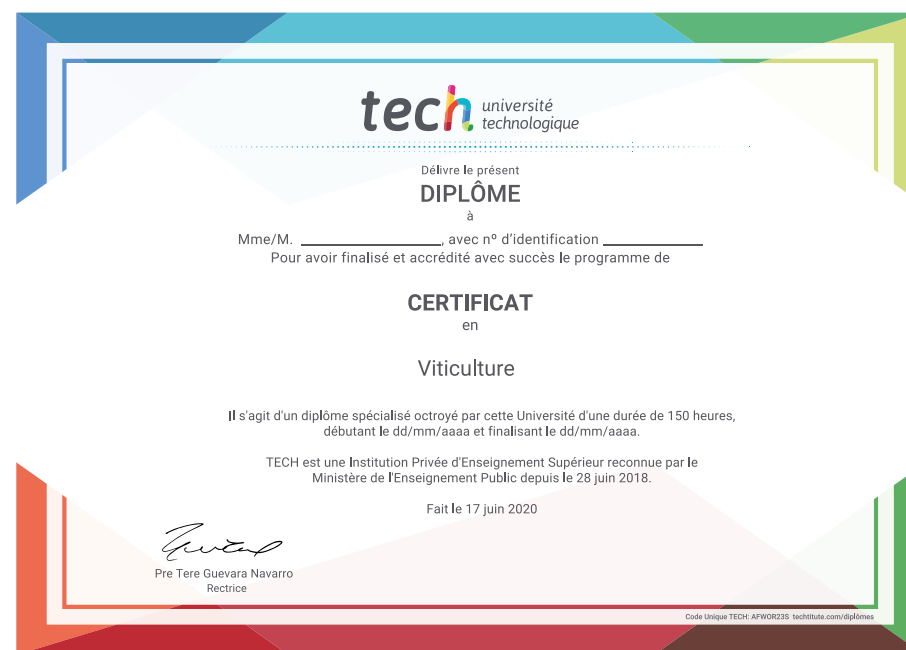 tech université
technologique
Délivre le présent
DIPLÔME
à
Mme/M. ____________________, avec nº d'identification ______________
Pour avoir finalisé et accrédité avec succès le programme de
CERTIFICAT
en
Viticulture
Il s'agit d'un diplôme spécialisé octroyé par cette Université d'une durée de 150 heures,
débutant le dd/mm/aaaa et finalisant le dd/mm/aaaa.
TECH est une Institution Privée d'Enseignement Supérieur reconnue par le
Ministère de l'Enseignement Public depuis le 28 juin 2018.
Fait le 17 juin 2020
Pre Tere Guevara Navarro
Rectrice
Code Unique TECH: AFWOR23S techtitute.com/diplômes